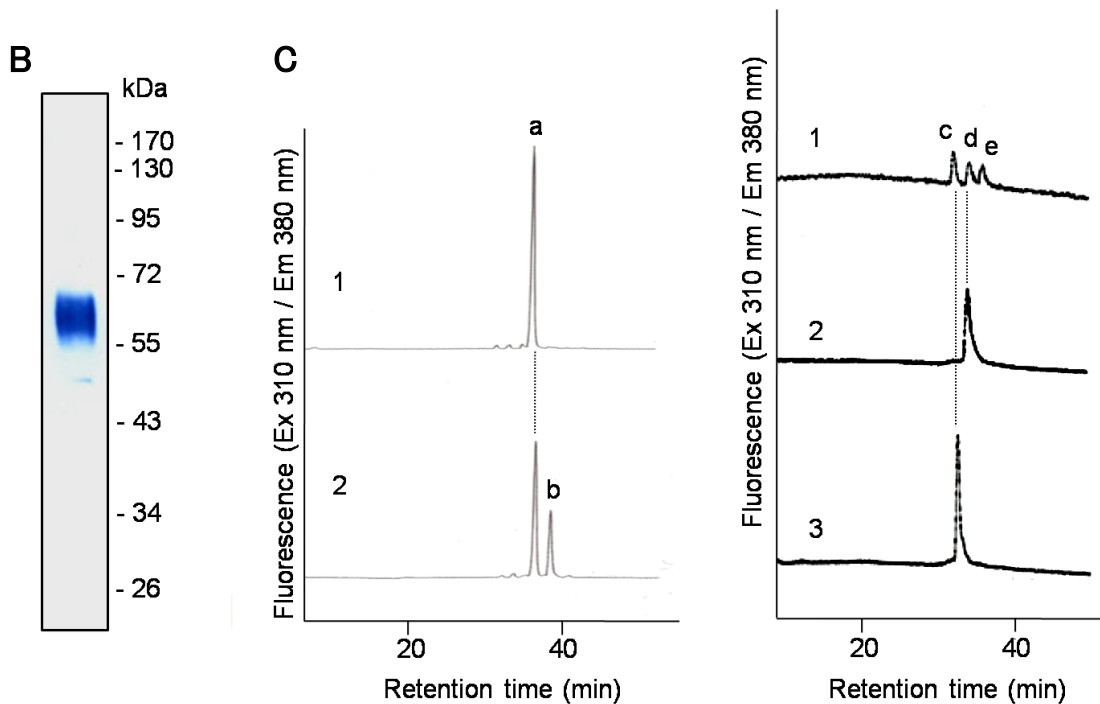 B
kDa
- 170
- 130
- 95
- 72
- 55
- 43
- 34
- 26
C
Fluorescence (Ex 310 nm / Em 380 nm)
a
1
2
b
20
40
Retention time (min)
Fluorescence (Ex 310 nm / Em 380 nm)
1
c
d
e
2
3
20
40
Retention time (min)